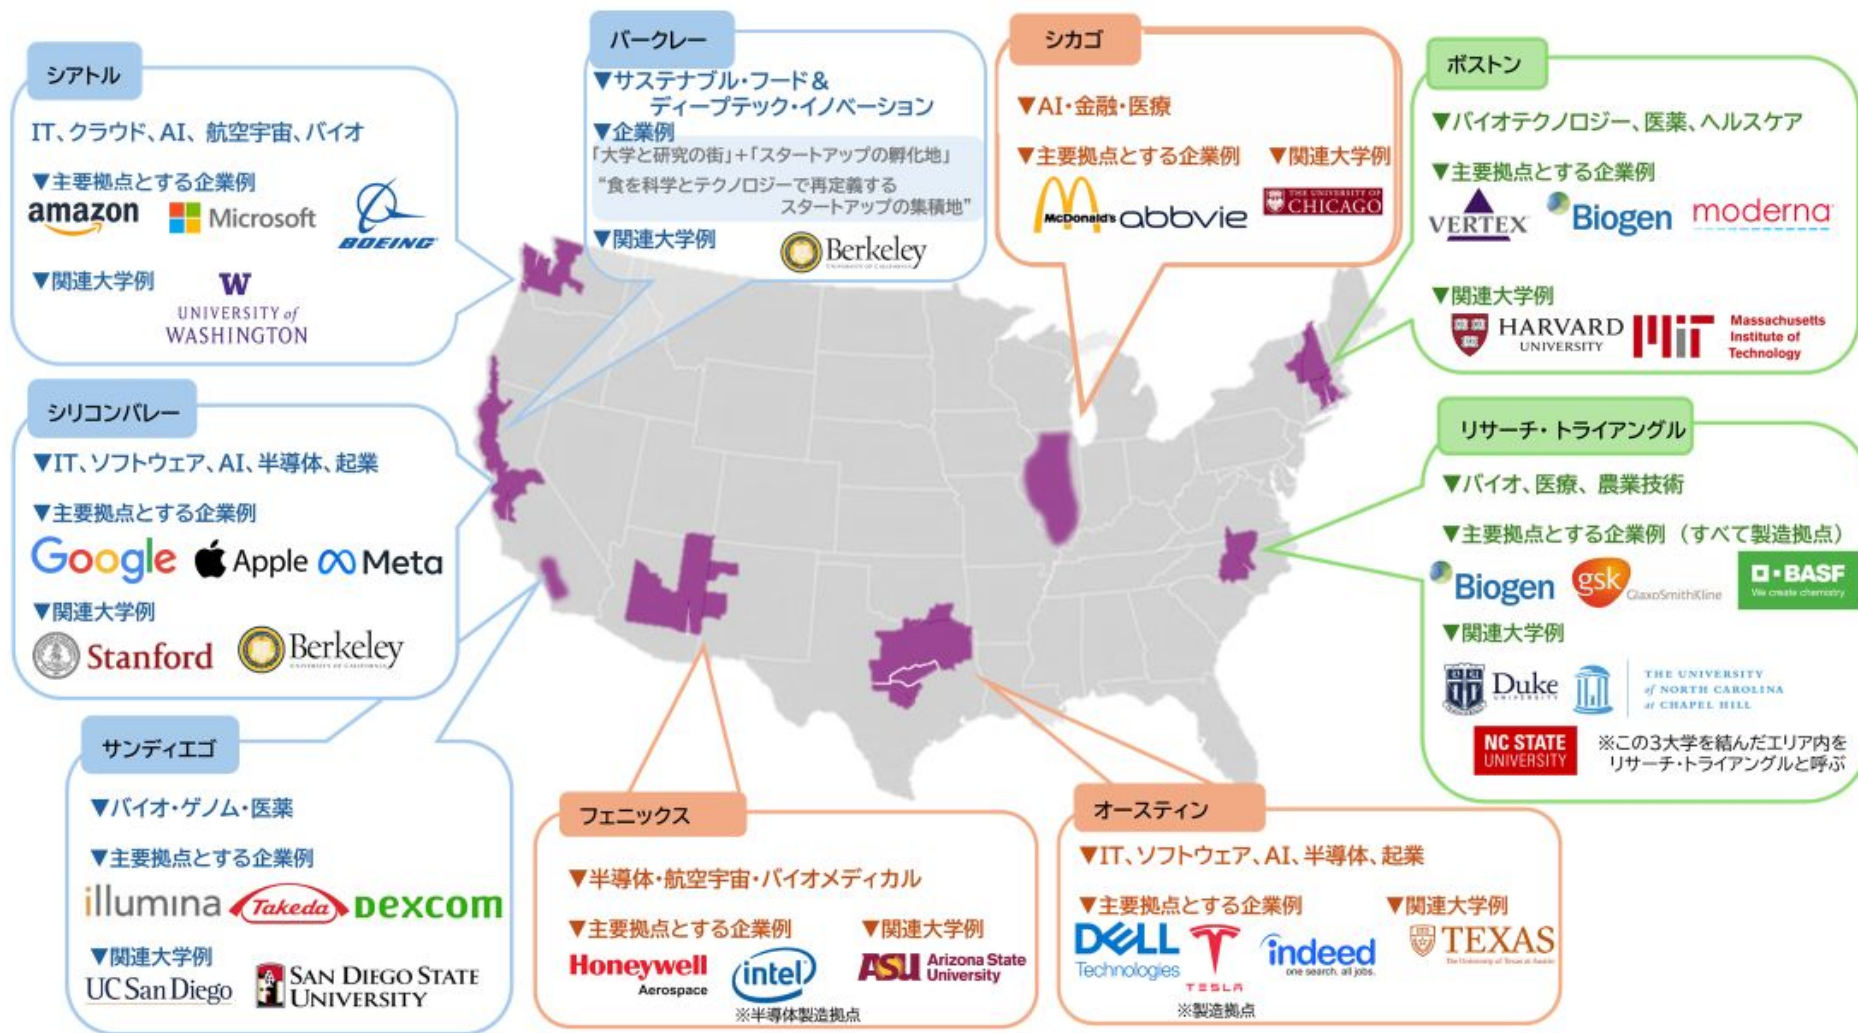 シアトル
IT、クラウド、AI、 航空宇宙、バイオ
▼主要拠点とする企業例
amazon
Microsoft
BOEING
▼関連大学例
W
UNIVERSITY of
WASHINGTON
バークレー
▼サステナブル・フード＆
ディープテック・イノベーション
▼企業例
「大学と研究の街」＋「スタートアップの孵化地」
“食を科学とテクノロジーで再定義する
スタートアップの集積地”
▼関連大学例
Berkeley
UNIVERSITY OF CALIFORNIA
シカゴ
▼AI・金融・医療
▼主要拠点とする企業例
▼関連大学例
McDonald's
abbvie
THE UNIVERSITY OF
CHICAGO
ボストン
▼バイオテクノロジー、医薬、ヘルスケア
▼主要拠点とする企業例
VERTEX
Biogen
moderna
▼関連大学例
HARVARD
UNIVERSITY
MIT
Massachusetts
Institute of
Technology
シリコンバレー
▼IT、ソフトウェア、AI、半導体、起業
▼主要拠点とする企業例
Google
Apple
Meta
▼関連大学例
Stanford
Berkeley
UNIVERSITY OF CALIFORNIA
リサーチ・トライアングル
▼バイオ、医療、農業技術
▼主要拠点とする企業例（すべて製造拠点）
Biogen
gsk
GlaxoSmithKline
BASF
We create chemistry
▼関連大学例
Duke
UNIVERSITY
THE UNIVERSITY
of NORTH CAROLINA
at CHAPEL HILL
NC STATE
UNIVERSITY
※この3大学を結んだエリア内を
リサーチ・トライアングルと呼ぶ
サンディエゴ
▼バイオ・ゲノム・医薬
▼主要拠点とする企業例
illumina
Takeda
Dexcom
▼関連大学例
UC San Diego
SAN DIEGO STATE
UNIVERSITY
フェニックス
▼半導体・航空宇宙・バイオメディカル
▼主要拠点とする企業例
▼関連大学例
Honeywell
Aerospace
intel
ASU
Arizona State
University
※半導体製造拠点
オースティン
▼IT、ソフトウェア、AI、半導体、起業
▼主要拠点とする企業例
▼関連大学例
DELL
Technologies
TESLA
indeed
one search. all jobs.
TEXAS
The University of Texas at Austin
※製造拠点